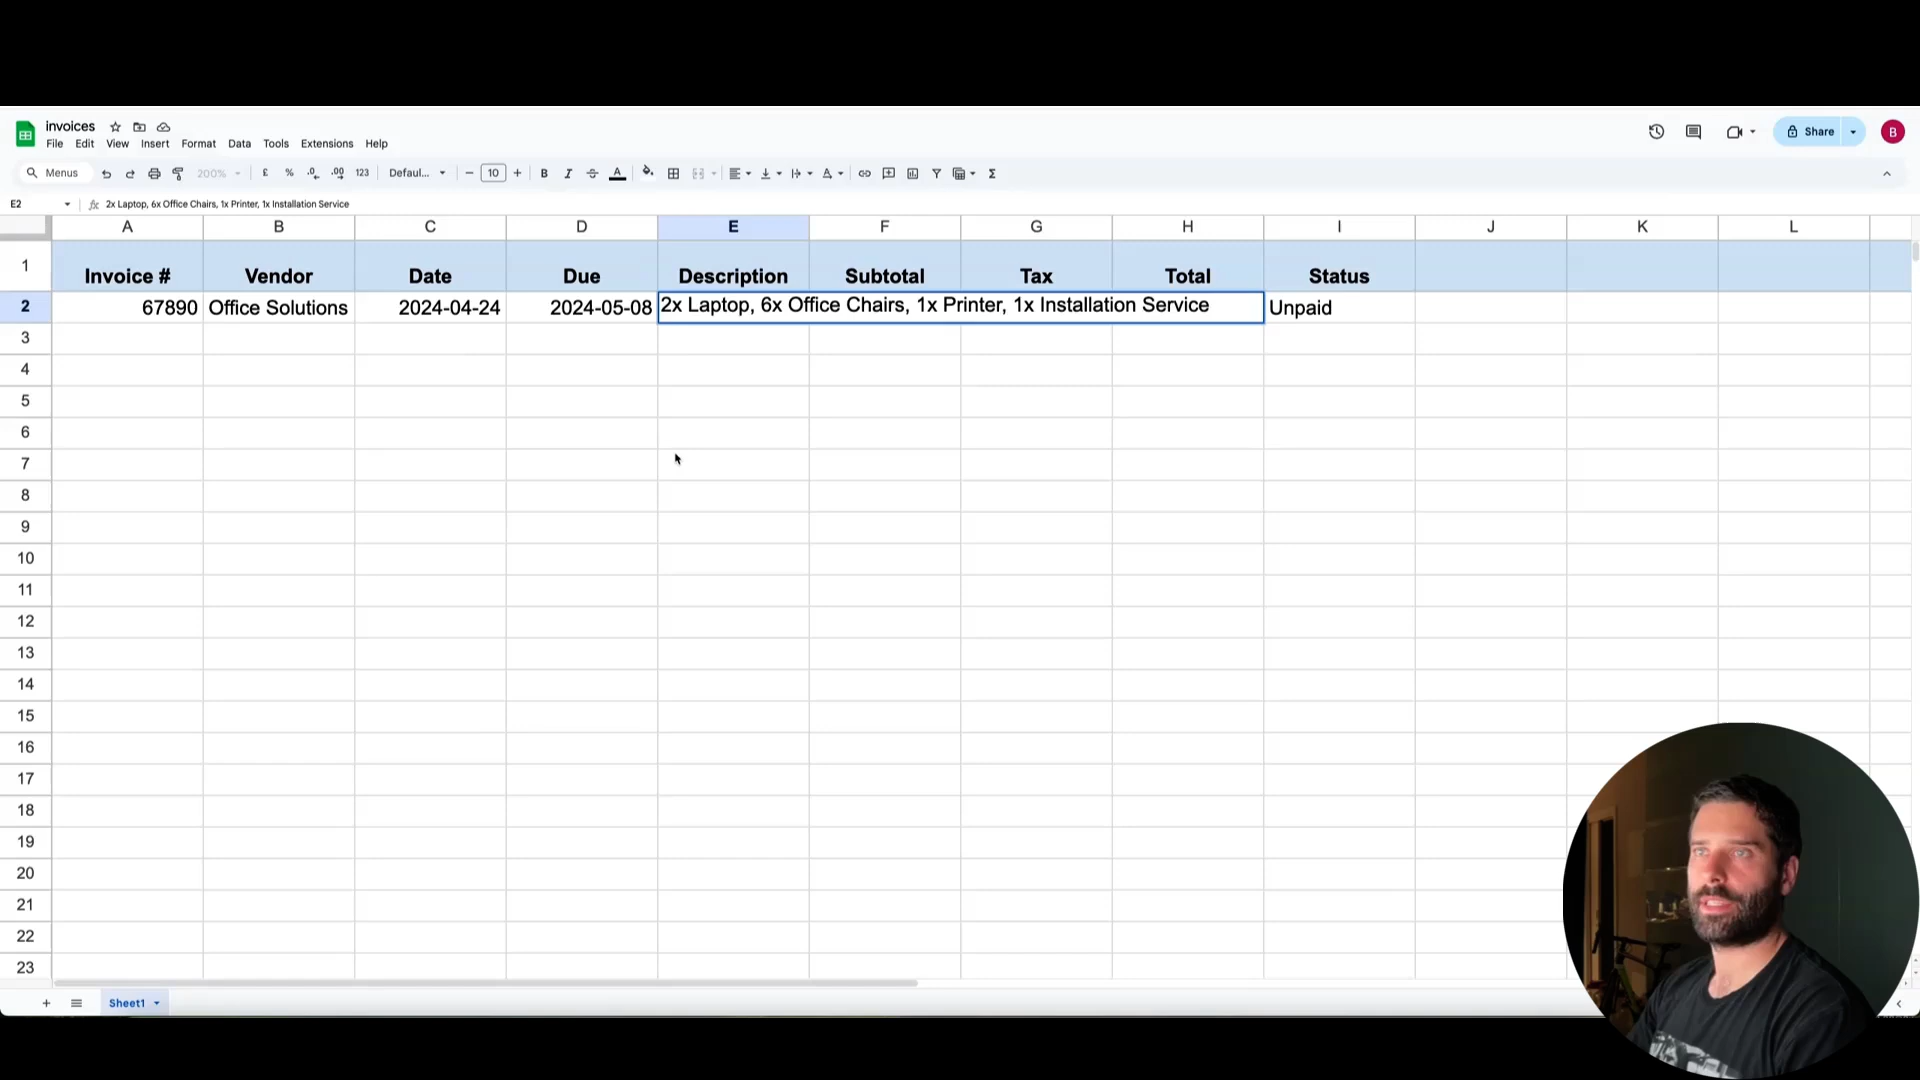 invoices
File Edit View Insert Format Data Tools Extensions Help
Share
B
Menus 200% £ % .0 .00 123 Defaul... 10 B I S A
E2 fx 2x Laptop, 6x Office Chairs, 1x Printer, 1x Installation Service
A B C D E F G H I J K L
1 Invoice # Vendor Date Due Description Subtotal Tax Total Status
2 67890 Office Solutions 2024-04-24 2024-05-08 2x Laptop, 6x Office Chairs, 1x Printer, 1x Installation Service Unpaid
3
4
5
6
7
8
9
10
11
12
13
14
15
16
17
18
19
20
21
22
23
Sheet1